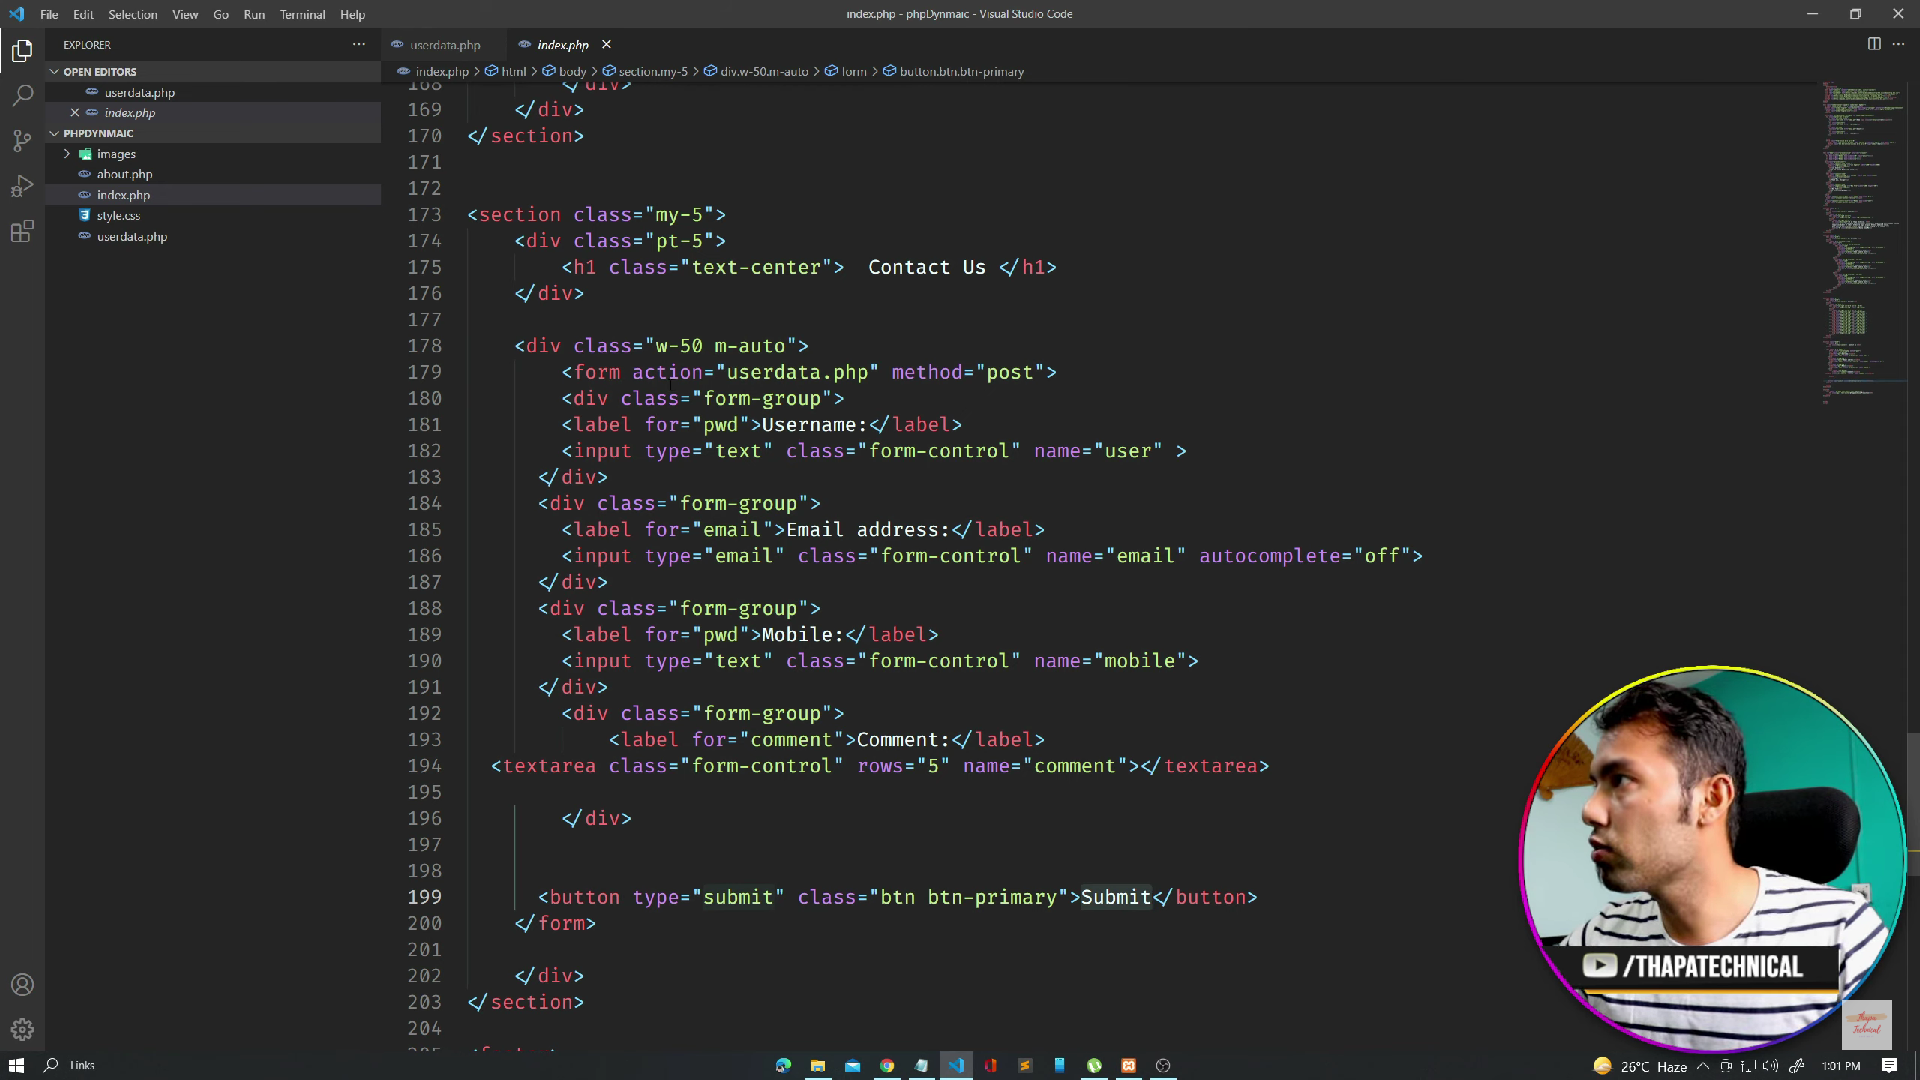 File Edit Selection View Go Run Terminal Help
index.php - phpDynmaic - Visual Studio Code
EXPLORER
OPEN EDITORS
userdata.php
index.php
PHPDYNMAIC
images
about.php
index.php
style.css
userdata.php
userdata.php index.php
index.php > html > body > section.my-5 > div.w-50.m-auto > form > button.btn.btn-primary
168 </div>
169 </div>
170 </section>
171
172
173 <section class="my-5">
174 <div class="pt-5">
175 <h1 class="text-center"> Contact Us </h1>
176 </div>
177
178 <div class="w-50 m-auto">
179 <form action="userdata.php" method="post">
180 <div class="form-group">
181 <label for="pwd">Username:</label>
182 <input type="text" class="form-control" name="user" >
183 </div>
184 <div class="form-group">
185 <label for="email">Email address:</label>
186 <input type="email" class="form-control" name="email" autocomplete="off">
187 </div>
188 <div class="form-group">
189 <label for="pwd">Mobile:</label>
190 <input type="text" class="form-control" name="mobile">
191 </div>
192 <div class="form-group">
193 <label for="comment">Comment:</label>
194 <textarea class="form-control" rows="5" name="comment"></textarea>
195
196 </div>
197
198
199 <button type="submit" class="btn btn-primary">Submit</button>
200 </form>
201
202 </div>
203 </section>
204
/THAPATECHNICAL
Thapa
Technical
Links
26°C Haze
1:01 PM